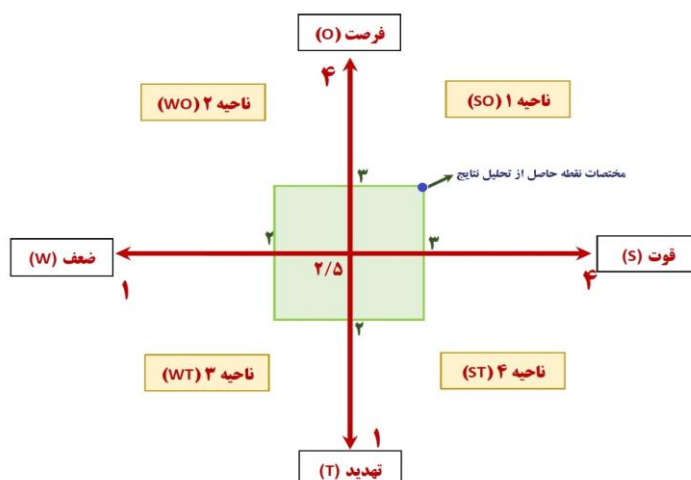 فرصت (O)
۴
ناحیه ۲ (WO)
ناحیه ۱ (SO)
۳
مختصات نقطه حاصل از تحلیل نتایج
ضعف (W)
۲
۳
قوت (S)
۱
۲/۵
۴
۲
ناحیه ۳ (WT)
ناحیه ۴ (ST)
۱
تهدید (T)